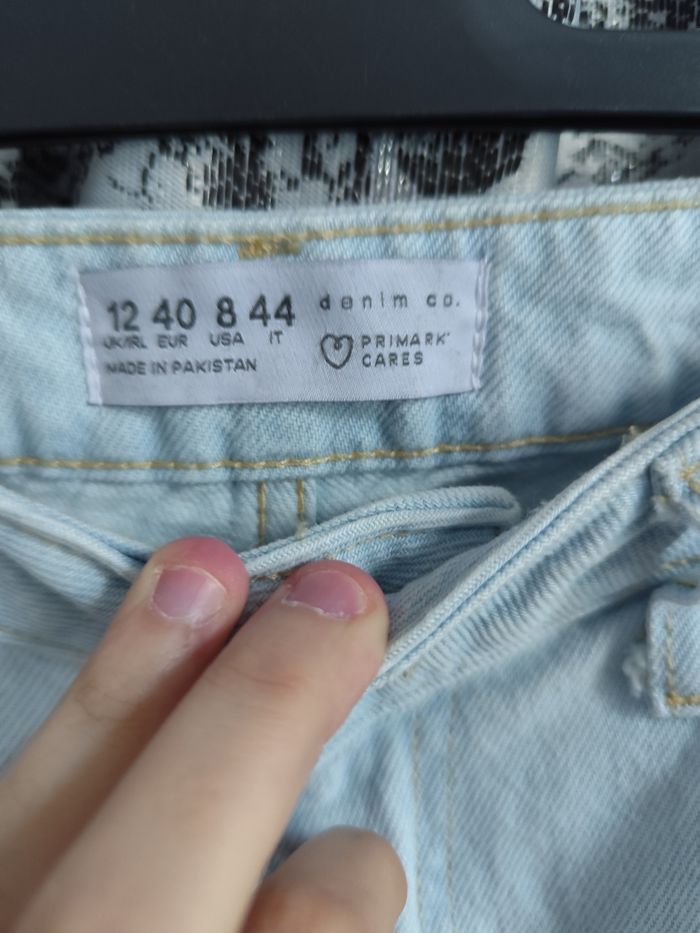 12 40 8 44 denim co.
UK/IRL EUR USA IT
PRIMARK
CARES
MADE IN PAKISTAN